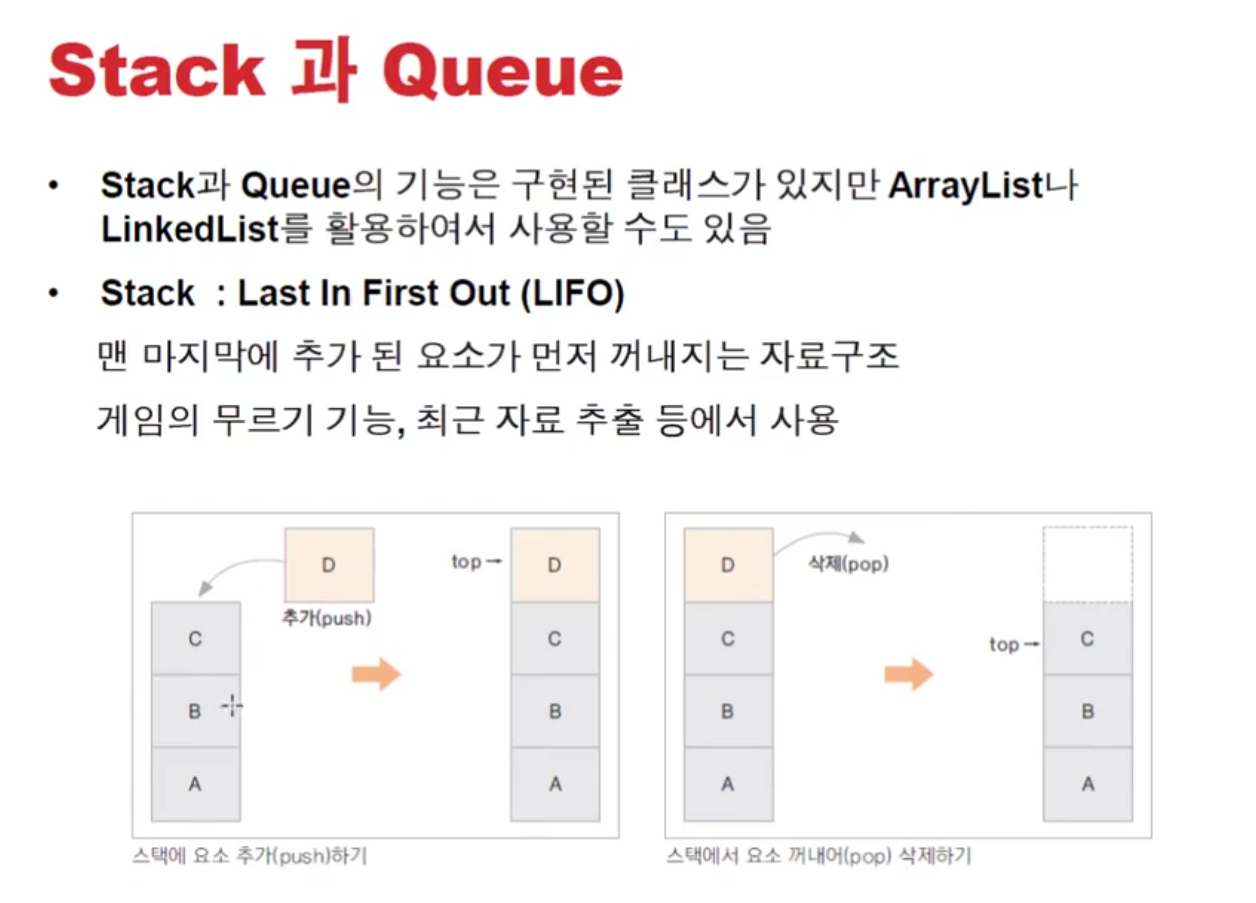 Stack 과 Queue
• Stack과 Queue의 기능은 구현된 클래스가 있지만 ArrayList나
LinkedList를 활용하여서 사용할 수도 있음
• Stack : Last In First Out (LIFO)
맨 마지막에 추가 된 요소가 먼저 꺼내지는 자료구조
게임의 무르기 기능, 최근 자료 추출 등에서 사용
D
추가(push)
C
B
A
top→
D
C
B
A
스택에 요소 추가(push)하기
D
삭제(pop)
C
B
A
top→
C
B
A
스택에서 요소 꺼내어(pop) 삭제하기